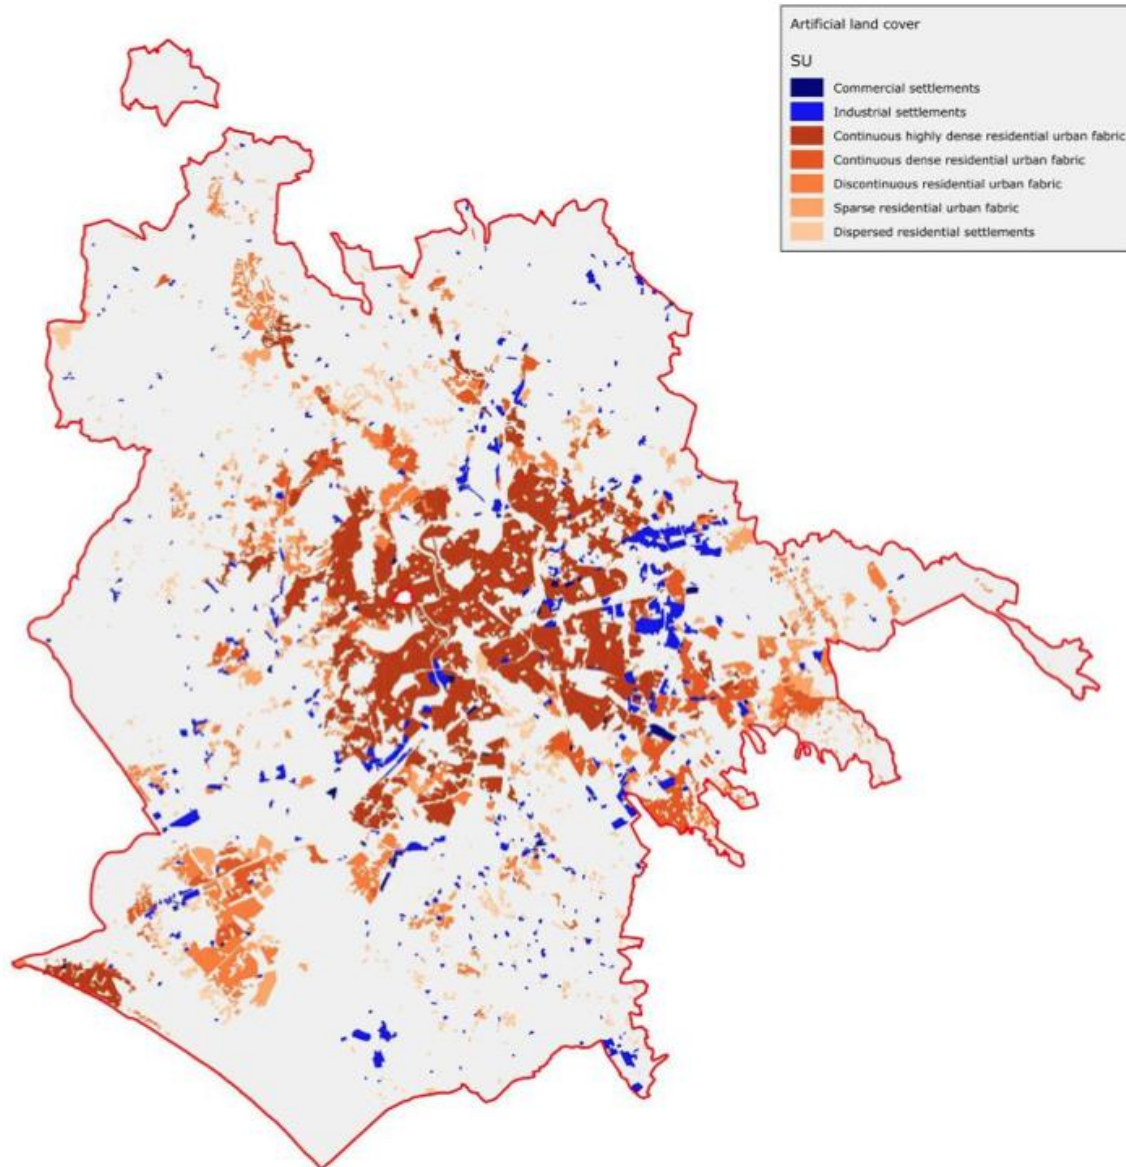 Artificial land cover
SU
Commercial settlements
Industrial settlements
Continuous highly dense residential urban fabric
Continuous dense residential urban fabric
Discontinuous residential urban fabric
Sparse residential urban fabric
Dispersed residential settlements